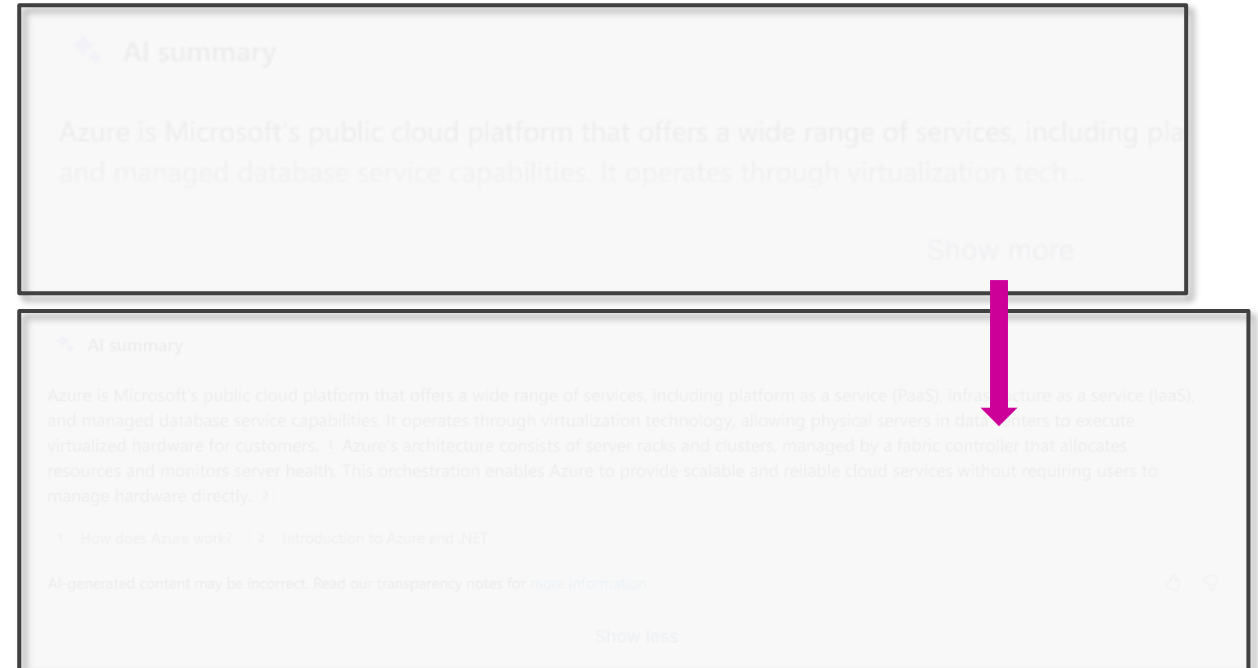 AI summary
Azure is Microsoft's public cloud platform that offers a wide range of services, including pla
and managed database service capabilities. It operates through virtualization tech...
Show more
AI summary
Azure is Microsoft's public cloud platform that offers a wide range of services, including platform as a service (PaaS), infrastructure as a service (IaaS),
and managed database service capabilities. It operates through virtualization technology, allowing physical servers in data centers to execute
virtualized hardware for customers. 1 Azure's architecture consists of server racks and clusters, managed by a fabric controller that allocates
resources and monitors server health. This orchestration enables Azure to provide scalable and reliable cloud services without requiring users to
manage hardware directly. 2
1 How does Azure work? 2 Introduction to Azure and .NET
AI-generated content may be incorrect. Read our transparency notes for more information
Show less